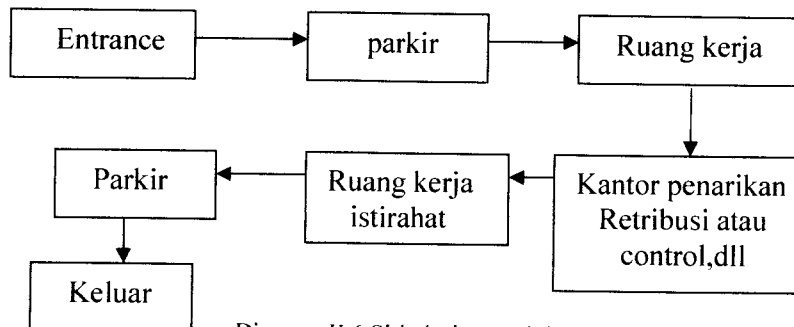 Entrance
parkir
Ruang kerja
Kantor penarikan
Retribusi atau
control,dll
Ruang kerja
istirahat
Parkir
Keluar